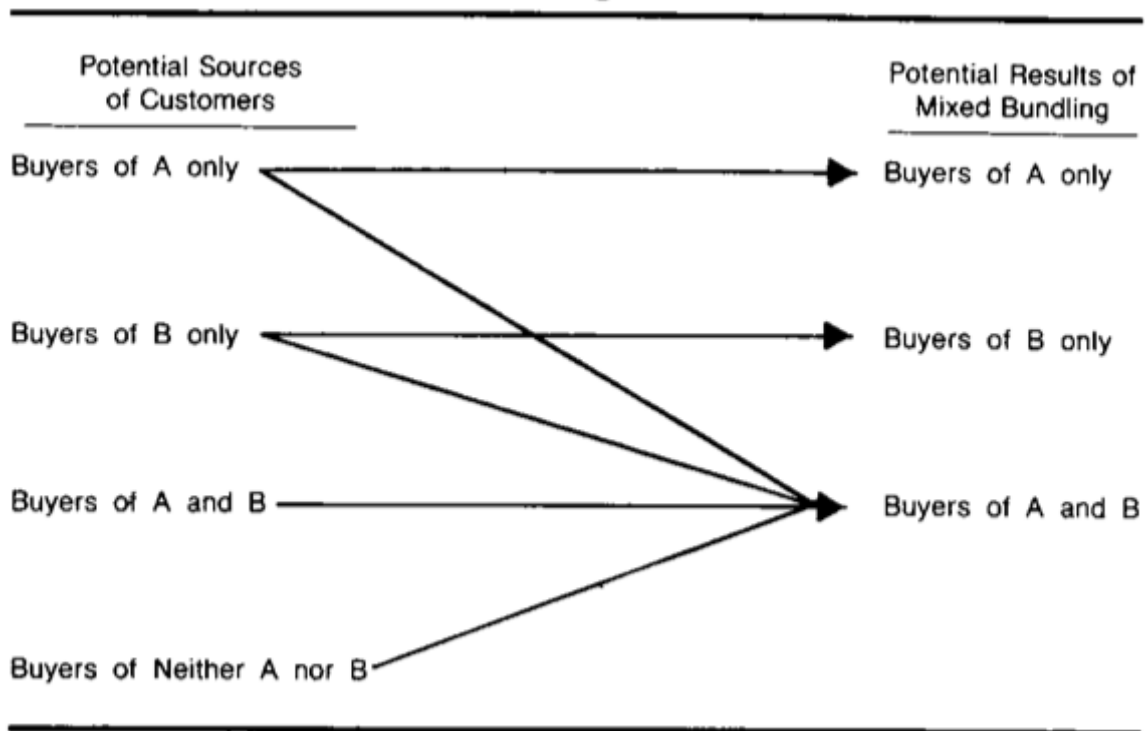 Potential Sources
of Customers
Potential Results of
Mixed Bundling
Buyers of A only
Buyers of A only
Buyers of B only
Buyers of B only
Buyers of A and B
Buyers of A and B
Buyers of Neither A nor B